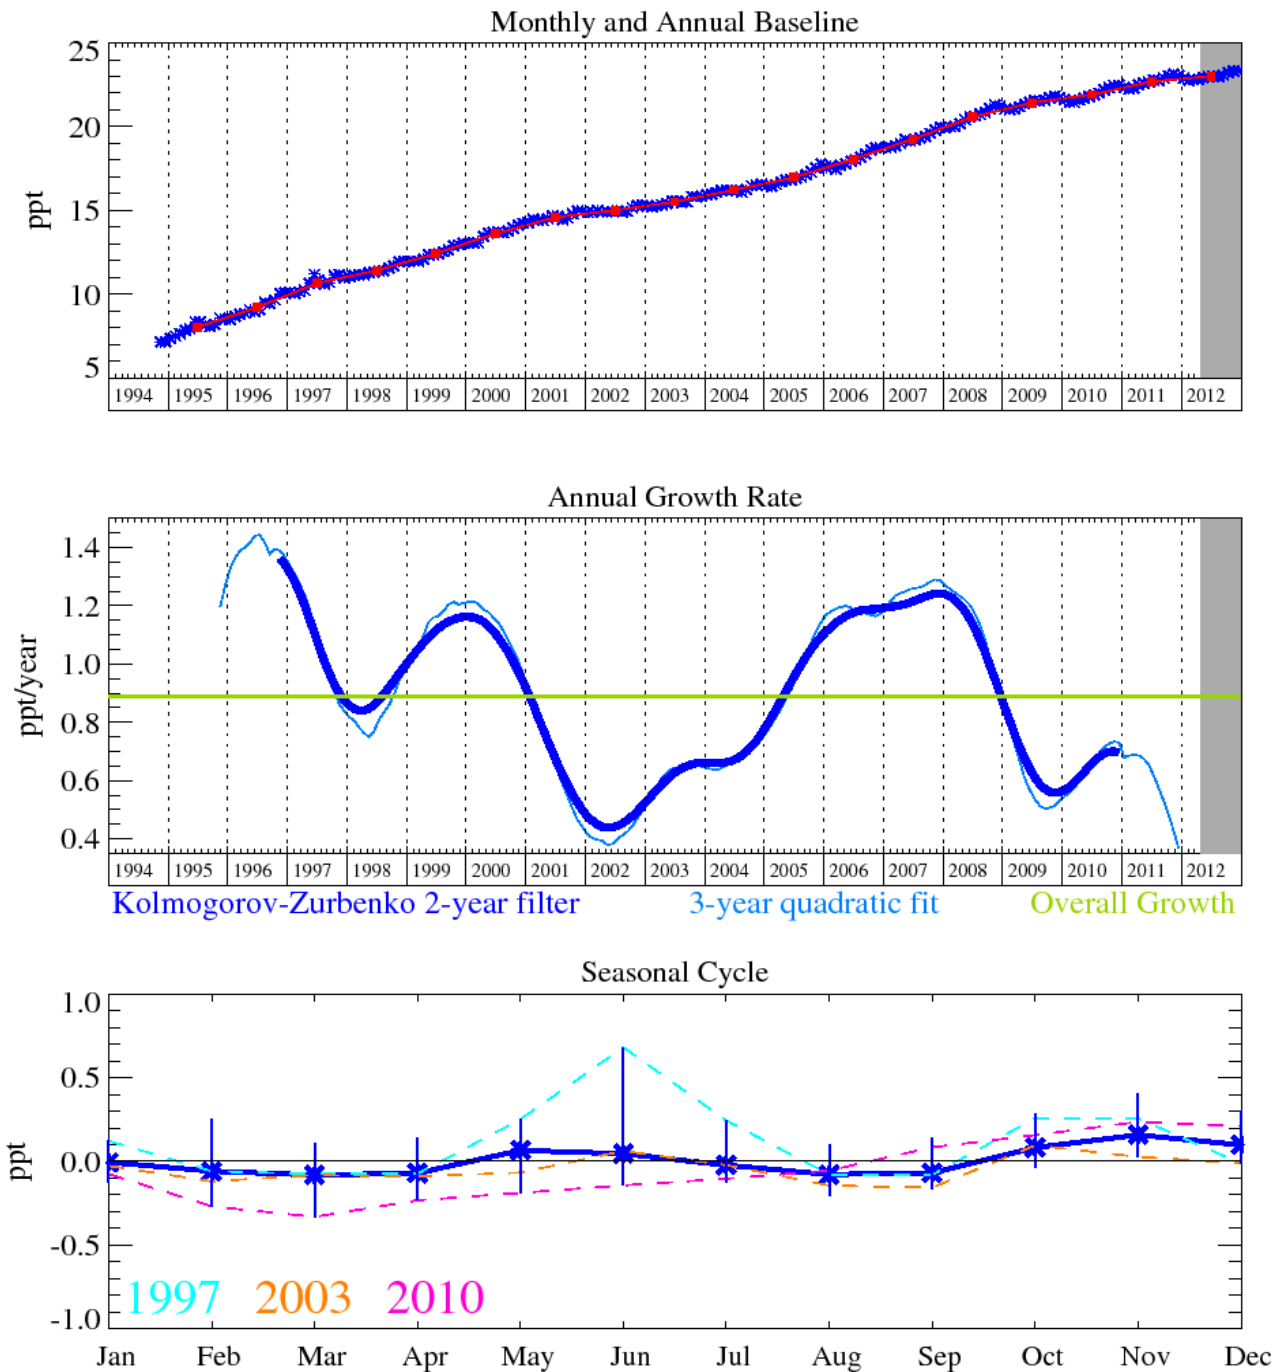 Monthly and Annual Baseline
25
20
15
10
5
ppt
1994 1995 1996 1997 1998 1999 2000 2001 2002 2003 2004 2005 2006 2007 2008 2009 2010 2011 2012
Annual Growth Rate
1.4
1.2
1.0
0.8
0.6
0.4
ppt/year
1994 1995 1996 1997 1998 1999 2000 2001 2002 2003 2004 2005 2006 2007 2008 2009 2010 2011 2012
Kolmogorov-Zurbenko 2-year filter 3-year quadratic fit Overall Growth
Seasonal Cycle
1.0
0.5
0.0
-0.5
-1.0
ppt
1997 2003 2010
Jan Feb Mar Apr May Jun Jul Aug Sep Oct Nov Dec